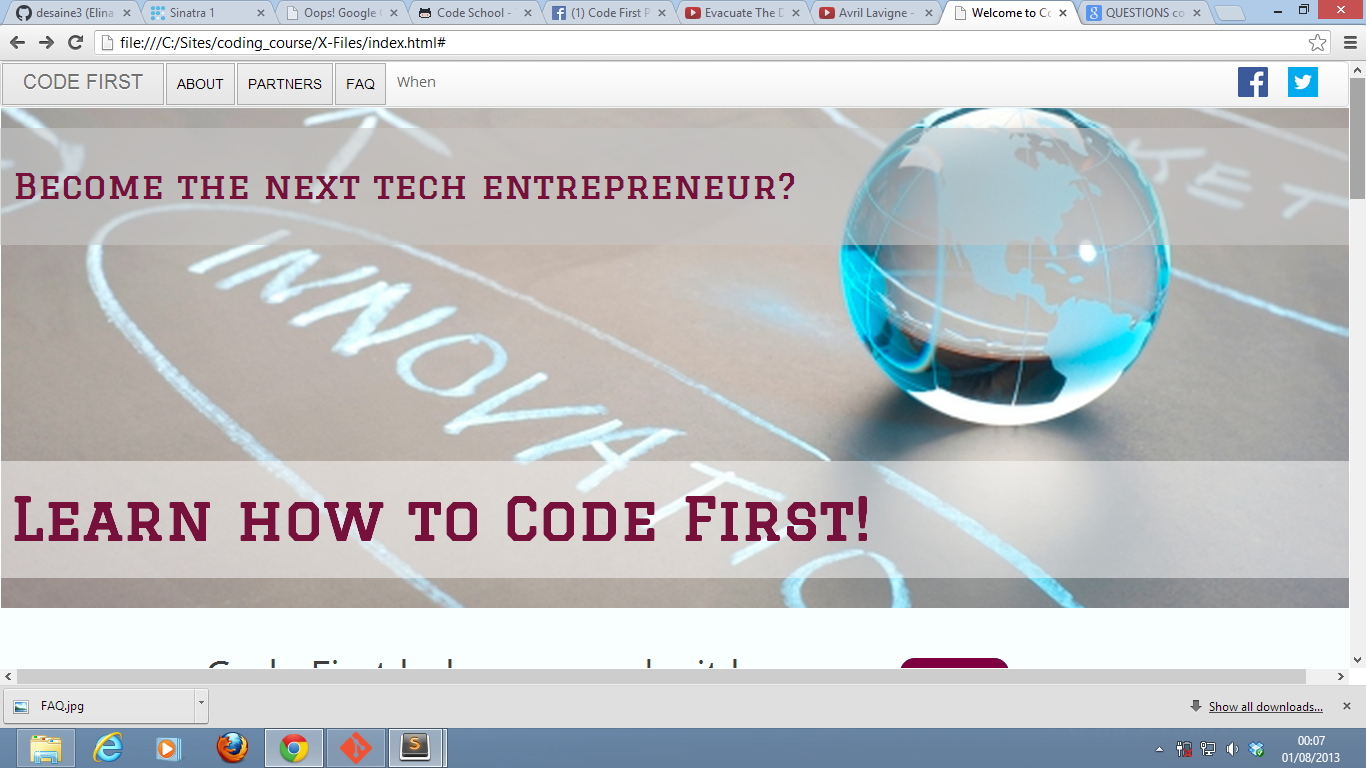 desaine3 (Elina
Sinatra 1
Oops! Google
Code School -
(1) Code First P
Evacuate The D
Avril Lavigne -
Welcome to Co
QUESTIONS co
file:///C:/Sites/coding_course/X-Files/index.html#
CODE FIRST
ABOUT
PARTNERS
FAQ
When
KET
BECOME THE NEXT TECH ENTREPRENEUR?
INNOVATIO
LEARN HOW TO CODE FIRST!
FAQ.jpg
Show all downloads...
00:07
01/08/2013